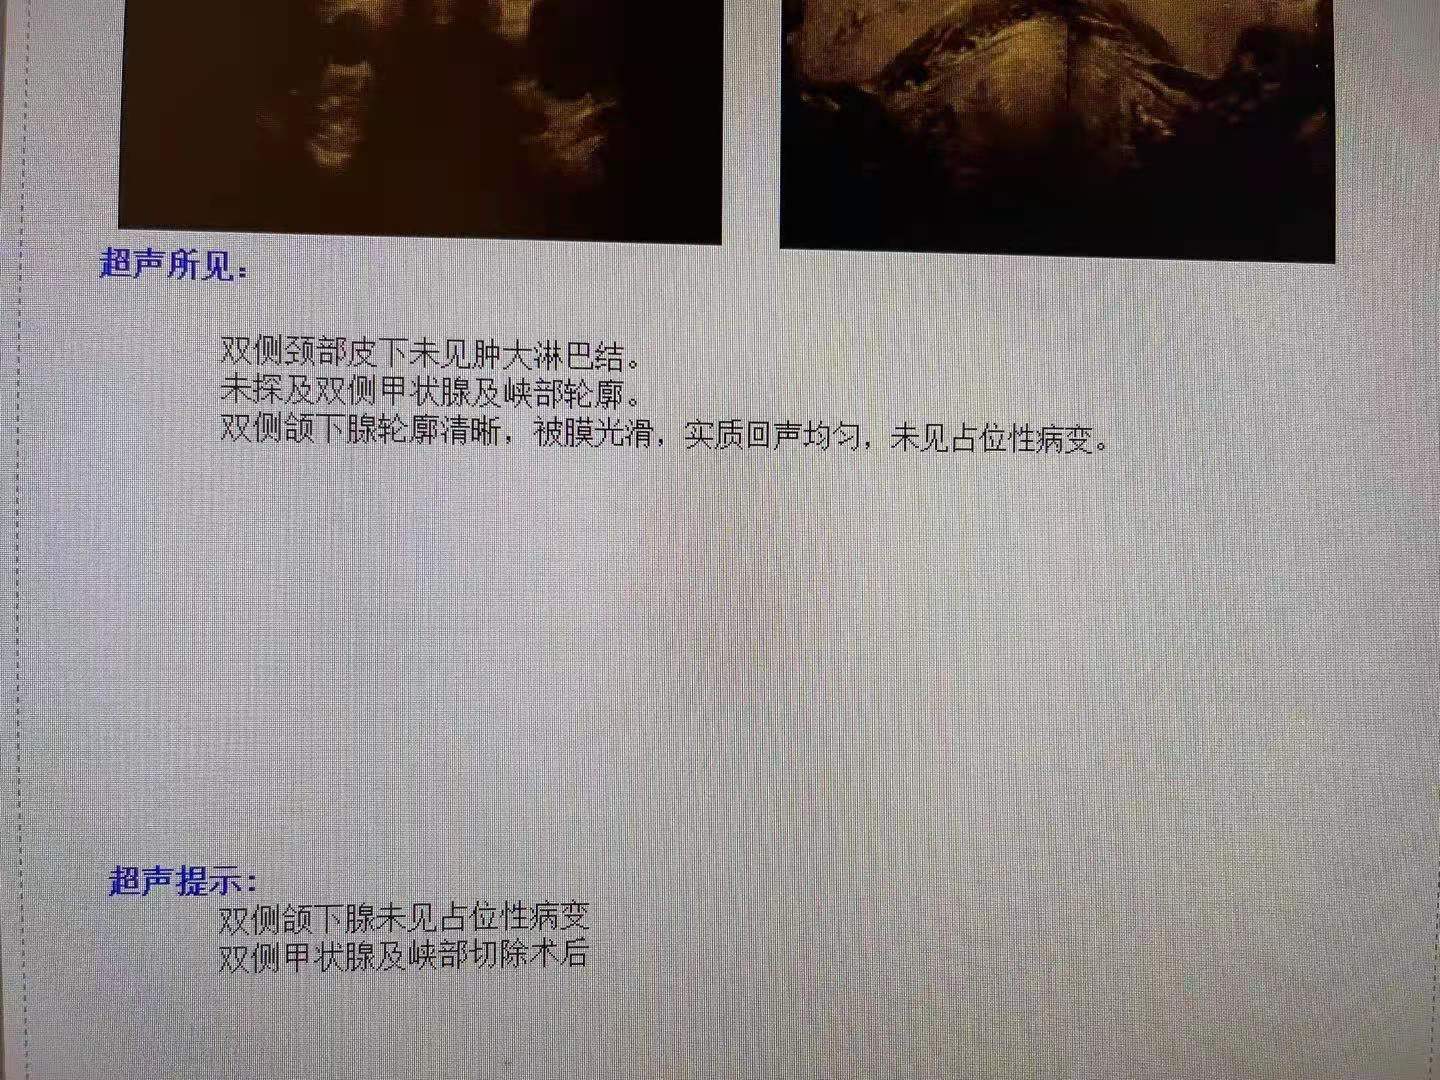 超声所见：
双侧颈部皮下未见肿大淋巴结。
未探及双侧甲状腺及峡部轮廓。
双侧颌下腺轮廓清晰，被膜光滑，实质回声均匀，未见占位性病变。
超声提示：
双侧颌下腺未见占位性病变
双侧甲状腺及峡部切除术后